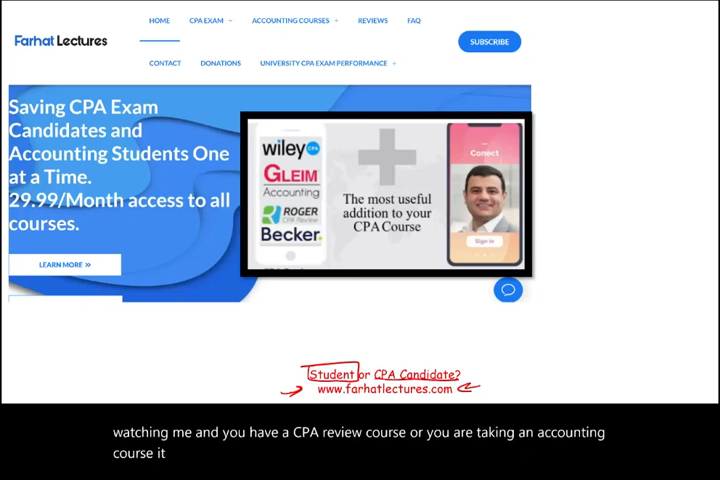 HOME CPA EXAM ACCOUNTING COURSES REVIEWS FAQ
Farhat Lectures
SUBSCRIBE
CONTACT DONATIONS UNIVERSITY CPA EXAM PERFORMANCE
Saving CPA Exam
Candidates and
Accounting Students One
at a Time.
29.99/Month access to all
courses.
LEARN MORE »
wiley CPA
GLEIM
Accounting
ROGER
CPA Review
Becker.
The most useful
addition to your
CPA Course
Conect
Sign in
Student or CPA Candidate?
www.farhatlectures.com
watching me and you have a CPA review course or you are taking an accounting
course it